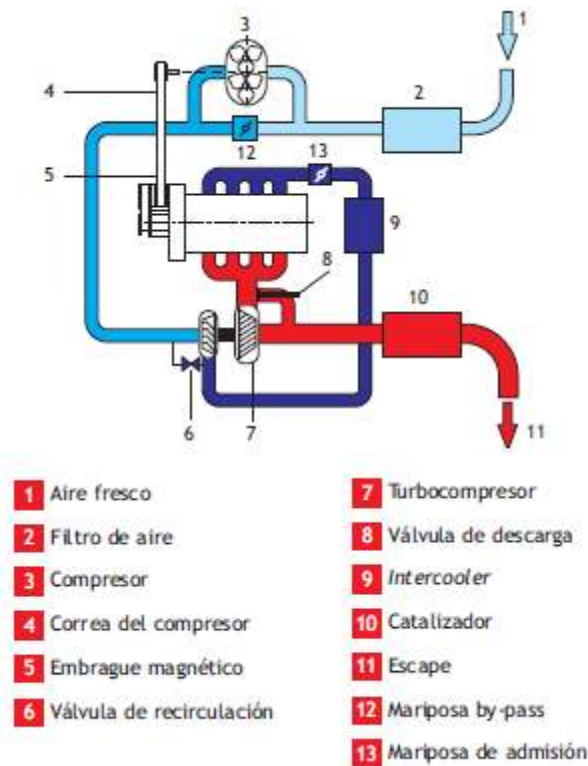 1
3
4
2
12
13
5
9
8
10
6
7
11
1 Aire fresco
2 Filtro de aire
3 Compresor
4 Correa del compresor
5 Embrague magnético
6 Válvula de recirculación
7 Turbocompresor
8 Válvula de descarga
9 Intercooler
10 Catalizador
11 Escape
12 Mariposa by-pass
13 Mariposa de admisión